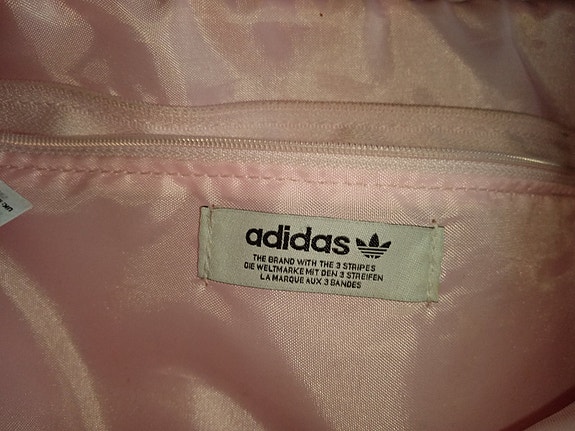 adidas
THE BRAND WITH THE 3 STRIPES
DIE WELTMARKE MIT DEN 3 STREIFEN
LA MARQUE AUX 3 BANDES